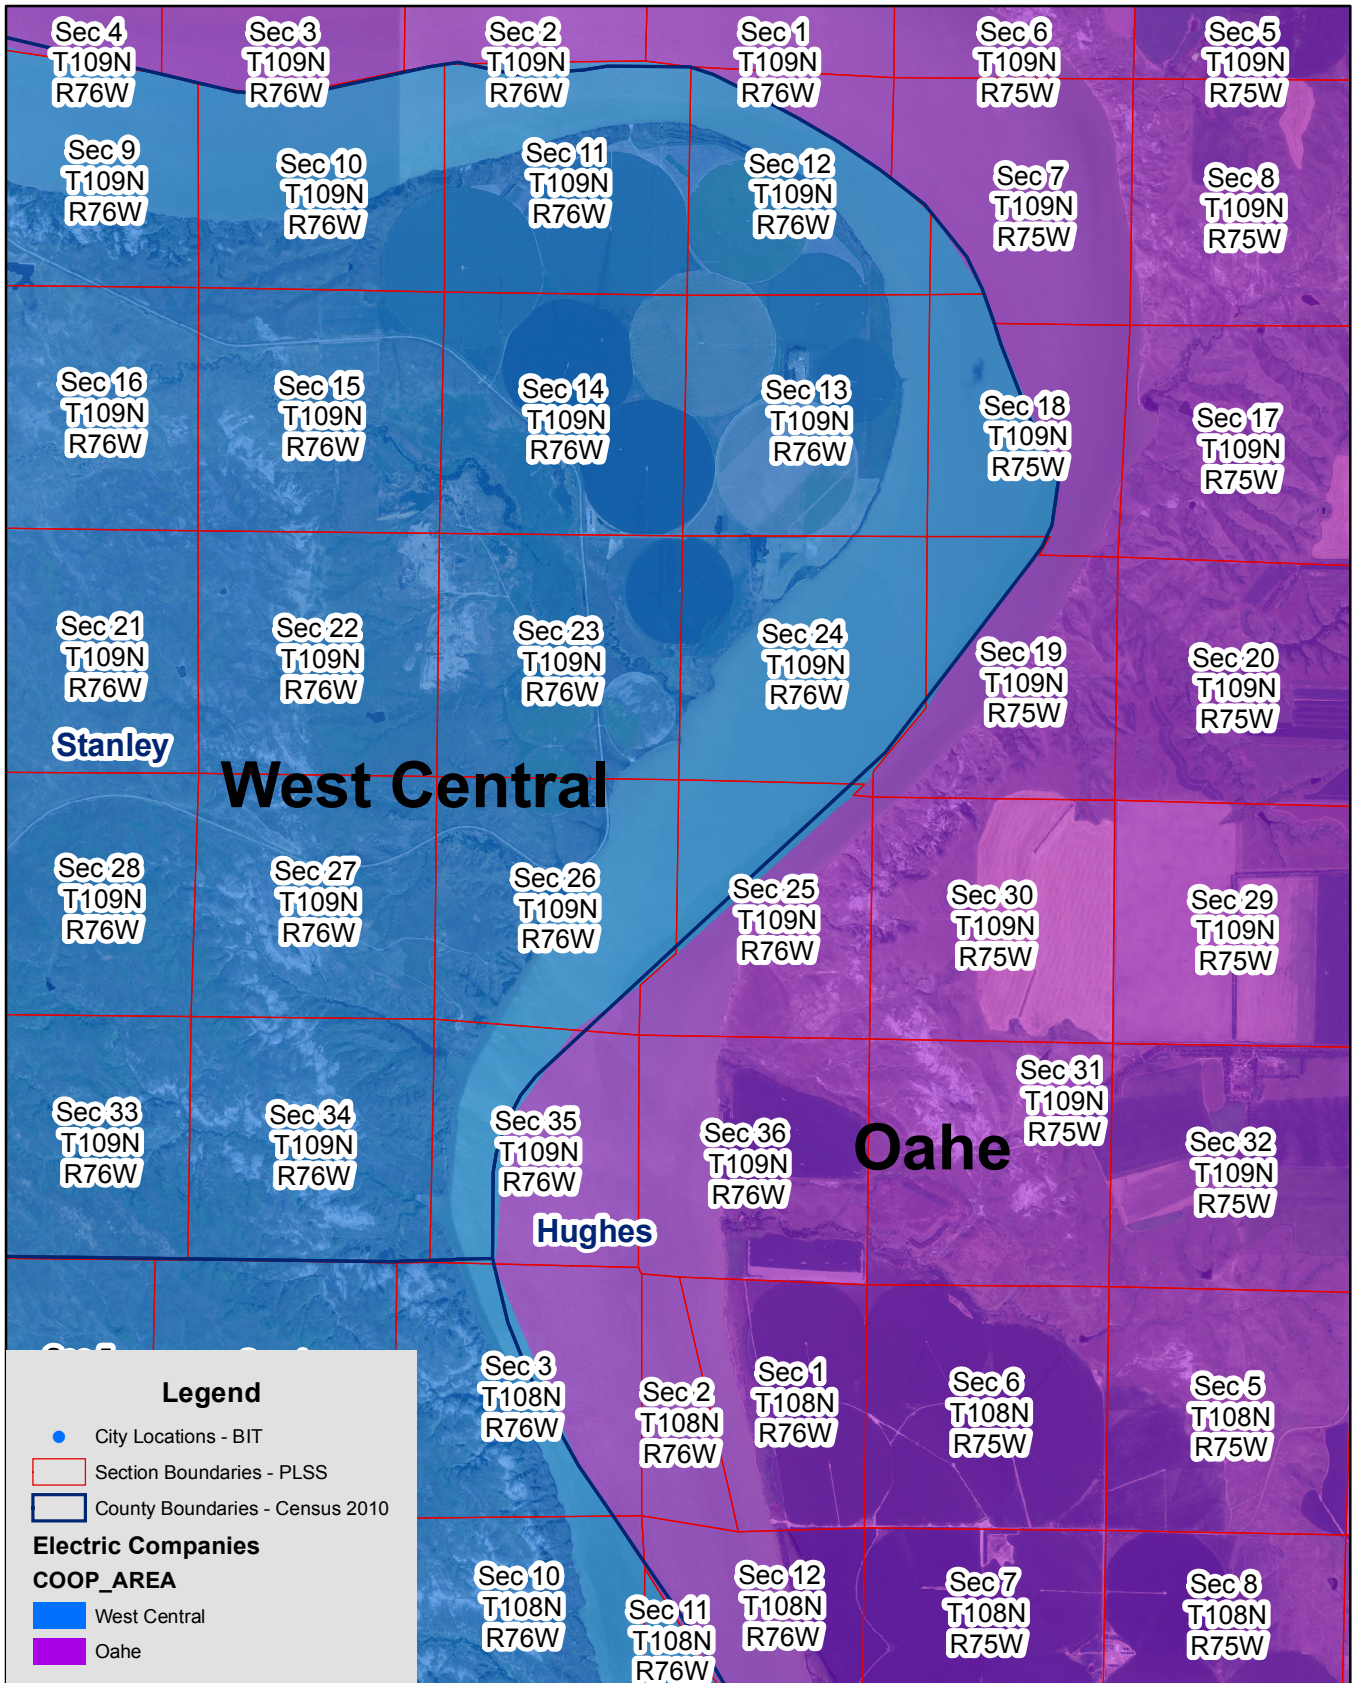 Sec 4
T109N
R76W
Sec 3
T109N
R76W
Sec 2
T109N
R76W
Sec 1
T109N
R76W
Sec 6
T109N
R75W
Sec 5
T109N
R75W
Sec 9
T109N
R76W
Sec 10
T109N
R76W
Sec 11
T109N
R76W
Sec 12
T109N
R76W
Sec 7
T109N
R75W
Sec 8
T109N
R75W
Sec 16
T109N
R76W
Sec 15
T109N
R76W
Sec 14
T109N
R76W
Sec 13
T109N
R76W
Sec 18
T109N
R75W
Sec 17
T109N
R75W
Sec 21
T109N
R76W
Sec 22
T109N
R76W
Sec 23
T109N
R76W
Sec 24
T109N
R76W
Sec 19
T109N
R75W
Sec 20
T109N
R75W
Stanley
West Central
Sec 28
T109N
R76W
Sec 27
T109N
R76W
Sec 26
T109N
R76W
Sec 25
T109N
R76W
Sec 30
T109N
R75W
Sec 29
T109N
R75W
Sec 33
T109N
R76W
Sec 34
T109N
R76W
Sec 35
T109N
R76W
Sec 36
T109N
R76W
Oahe
Sec 31
T109N
R75W
Sec 32
T109N
R75W
Hughes
Sec 3
T108N
R76W
Sec 2
T108N
R76W
Sec 1
T108N
R76W
Sec 6
T108N
R75W
Sec 5
T108N
R75W
Sec 10
T108N
R76W
Sec 11
T108N
R76W
Sec 12
T108N
R76W
Sec 7
T108N
R75W
Sec 8
T108N
R75W
Legend
City Locations - BIT
Section Boundaries - PLSS
County Boundaries - Census 2010
Electric Companies
COOP_AREA
West Central
Oahe